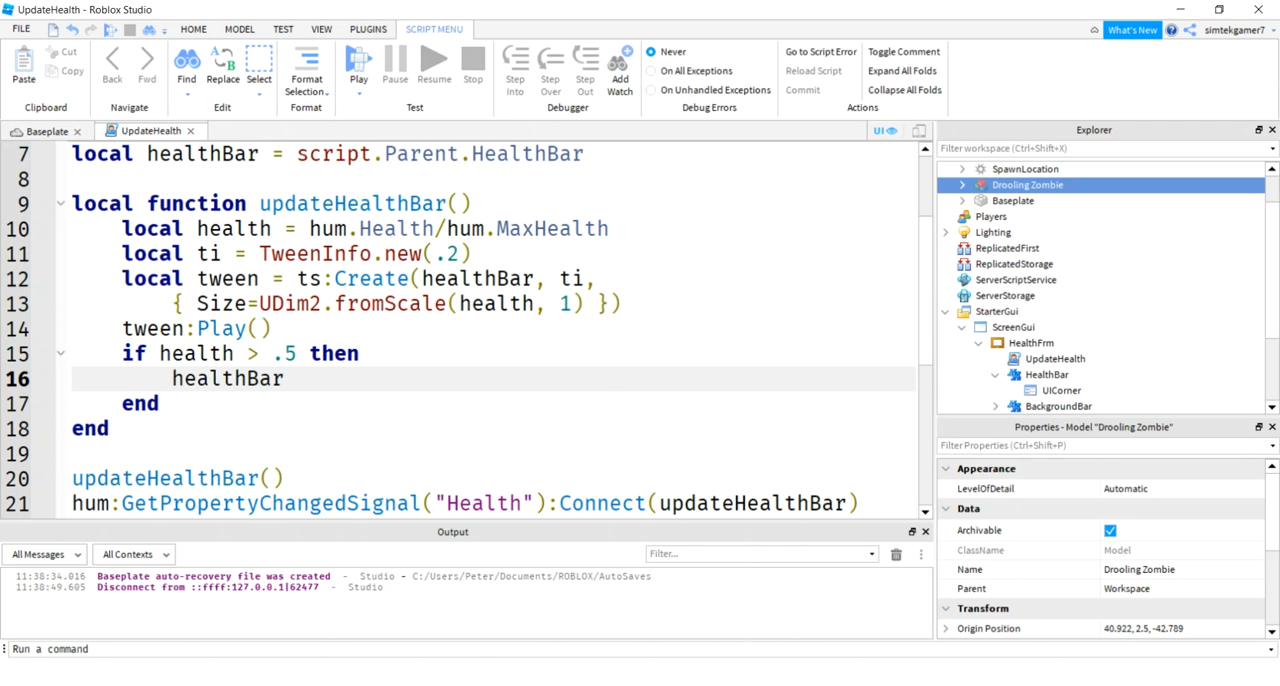 UpdateHealth - Roblox Studio
FILE HOME MODEL TEST VIEW PLUGINS SCRIPT MENU What's New simtekgamer7
Paste Cut Copy Clipboard
Back Fwd Navigate
Find Replace Select Edit
Format Selection Format
Play Pause Resume Stop Test
Step Into Step Over Step Out Add Watch Debugger
Never
On All Exceptions
On Unhandled Exceptions
Debug Errors
Go to Script Error Toggle Comment
Reload Script Expand All Folds
Commit Collapse All Folds
Actions
Baseplate UpdateHealth UI
7 local healthBar = script.Parent.HealthBar
8
9 local function updateHealthBar()
10 local health = hum.Health/hum.MaxHealth
11 local ti = TweenInfo.new(.2)
12 local tween = ts:Create(healthBar, ti,
13 { Size=UDim2.fromScale(health, 1) })
14 tween:Play()
15 if health > .5 then
16 healthBar
17 end
18 end
19
20 updateHealthBar()
21 hum:GetPropertyChangedSignal("Health"):Connect(updateHealthBar)
Output
All Messages All Contexts Filter...
11:38:34.016 Baseplate auto-recovery file was created - Studio - C:/Users/Peter/Documents/ROBLOX/AutoSaves
11:38:49.605 Disconnect from ::ffff:127.0.0.1|62477 - Studio
Run a command
Explorer
Filter workspace (Ctrl+Shift+X)
SpawnLocation
Drooling Zombie
Baseplate
Players
Lighting
ReplicatedFirst
ReplicatedStorage
ServerScriptService
ServerStorage
StarterGui
ScreenGui
HealthFrm
UpdateHealth
HealthBar
UICorner
BackgroundBar
Properties - Model "Drooling Zombie"
Filter Properties (Ctrl+Shift+P)
Appearance
LevelOfDetail Automatic
Data
Archivable
ClassName Model
Name Drooling Zombie
Parent Workspace
Transform
Origin Position 40.922, 2.5, -42.789